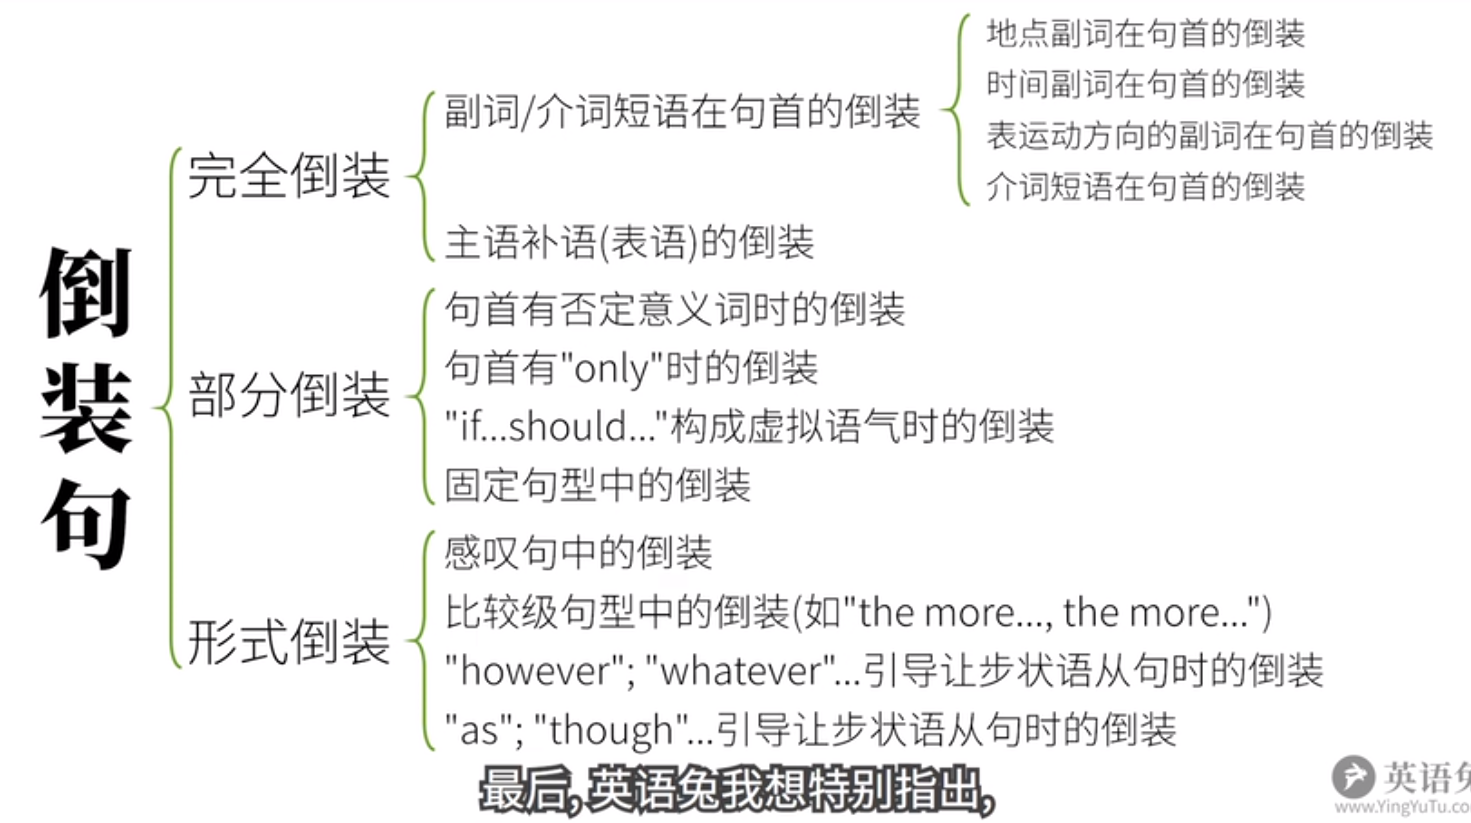 倒装句
完全倒装
副词/介词短语在句首的倒装
地点副词在句首的倒装
时间副词在句首的倒装
表运动方向的副词在句首的倒装
介词短语在句首的倒装
主语补语(表语)的倒装
部分倒装
句首有否定意义词时的倒装
句首有"only"时的倒装
"if...should..."构成虚拟语气时的倒装
固定句型中的倒装
形式倒装
感叹句中的倒装
比较级句型中的倒装(如"the more..., the more...")
"however"; "whatever"...引导让步状语从句时的倒装
"as"; "though"...引导让步状语从句时的倒装
最后, 英语兔我想特别指出,
英语兔
www.YingYuTu.co